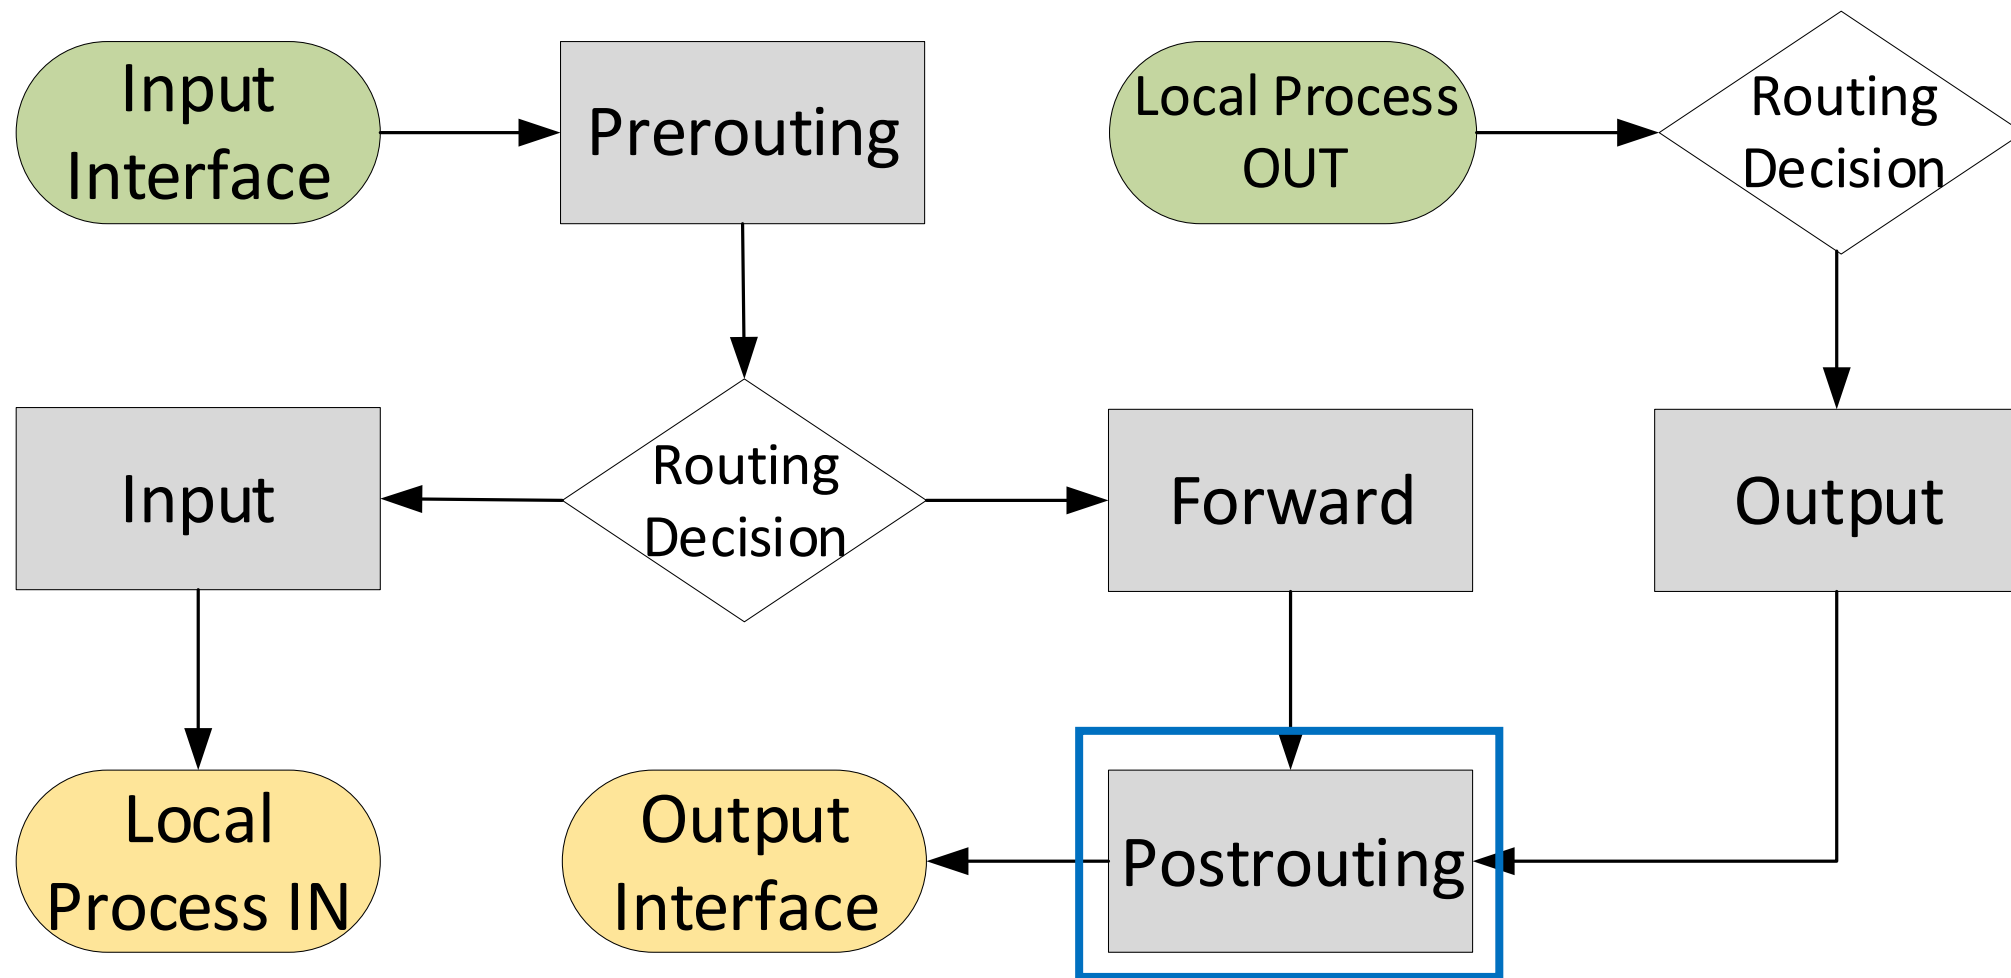 Input
Interface
Prerouting
Local Process
OUT
Routing
Decision
Input
Routing
Decision
Forward
Output
Local
Process IN
Output
Interface
Postrouting